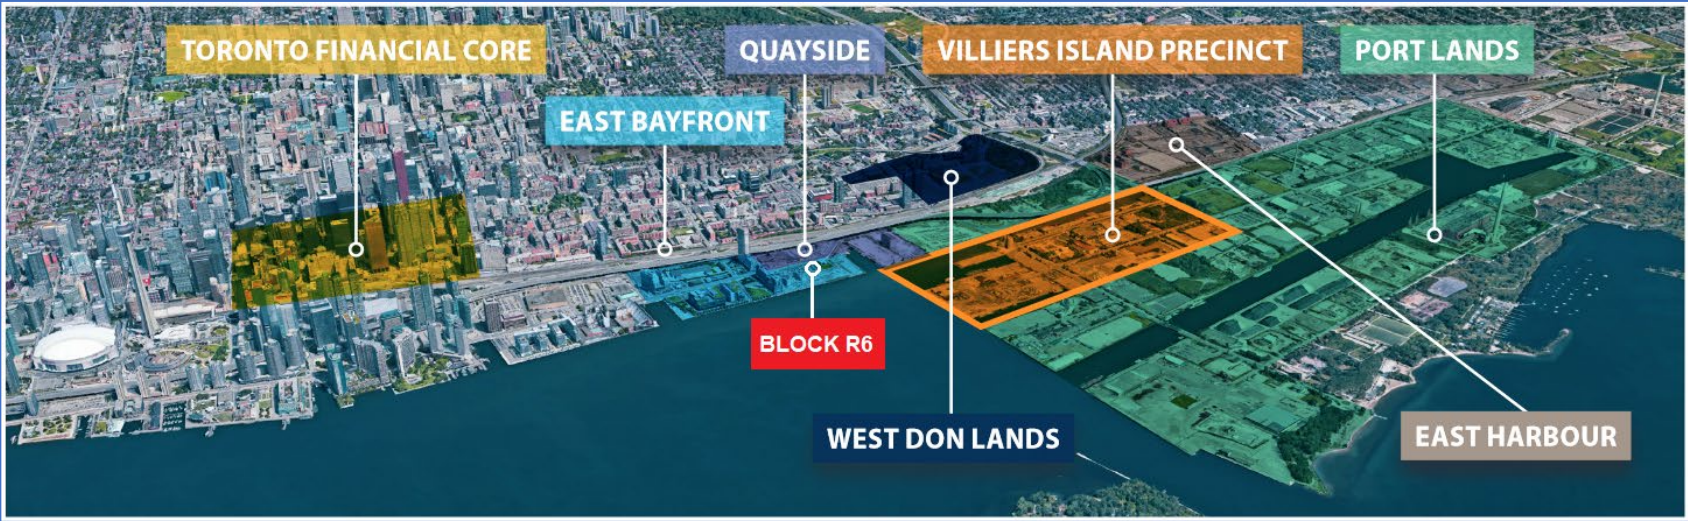 TORONTO FINANCIAL CORE
QUAYSIDE
VILLIERS ISLAND PRECINCT
PORT LANDS
EAST BAYFRONT
BLOCK R6
WEST DON LANDS
EAST HARBOUR